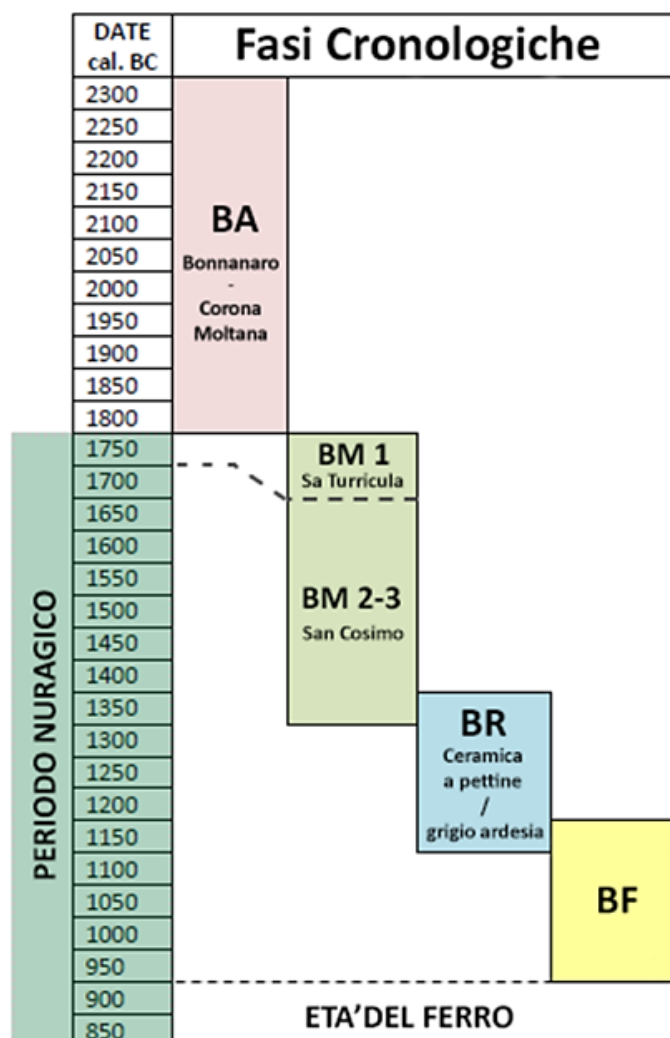 DATE
cal. BC
Fasi Cronologiche
2300
2250
2200
2150
2100
2050
2000
1950
1900
1850
1800
1750
1700
1650
1600
1550
1500
1450
1400
1350
1300
1250
1200
1150
1100
1050
1000
950
900
850
PERIODO NURAGICO
BA
Bonnanaro
-
Corona
Moltana
BM 1
Sa Turricula
BM 2-3
San Cosimo
BR
Ceramica
a pettine
/
grigio ardesia
BF
ETA'DEL FERRO